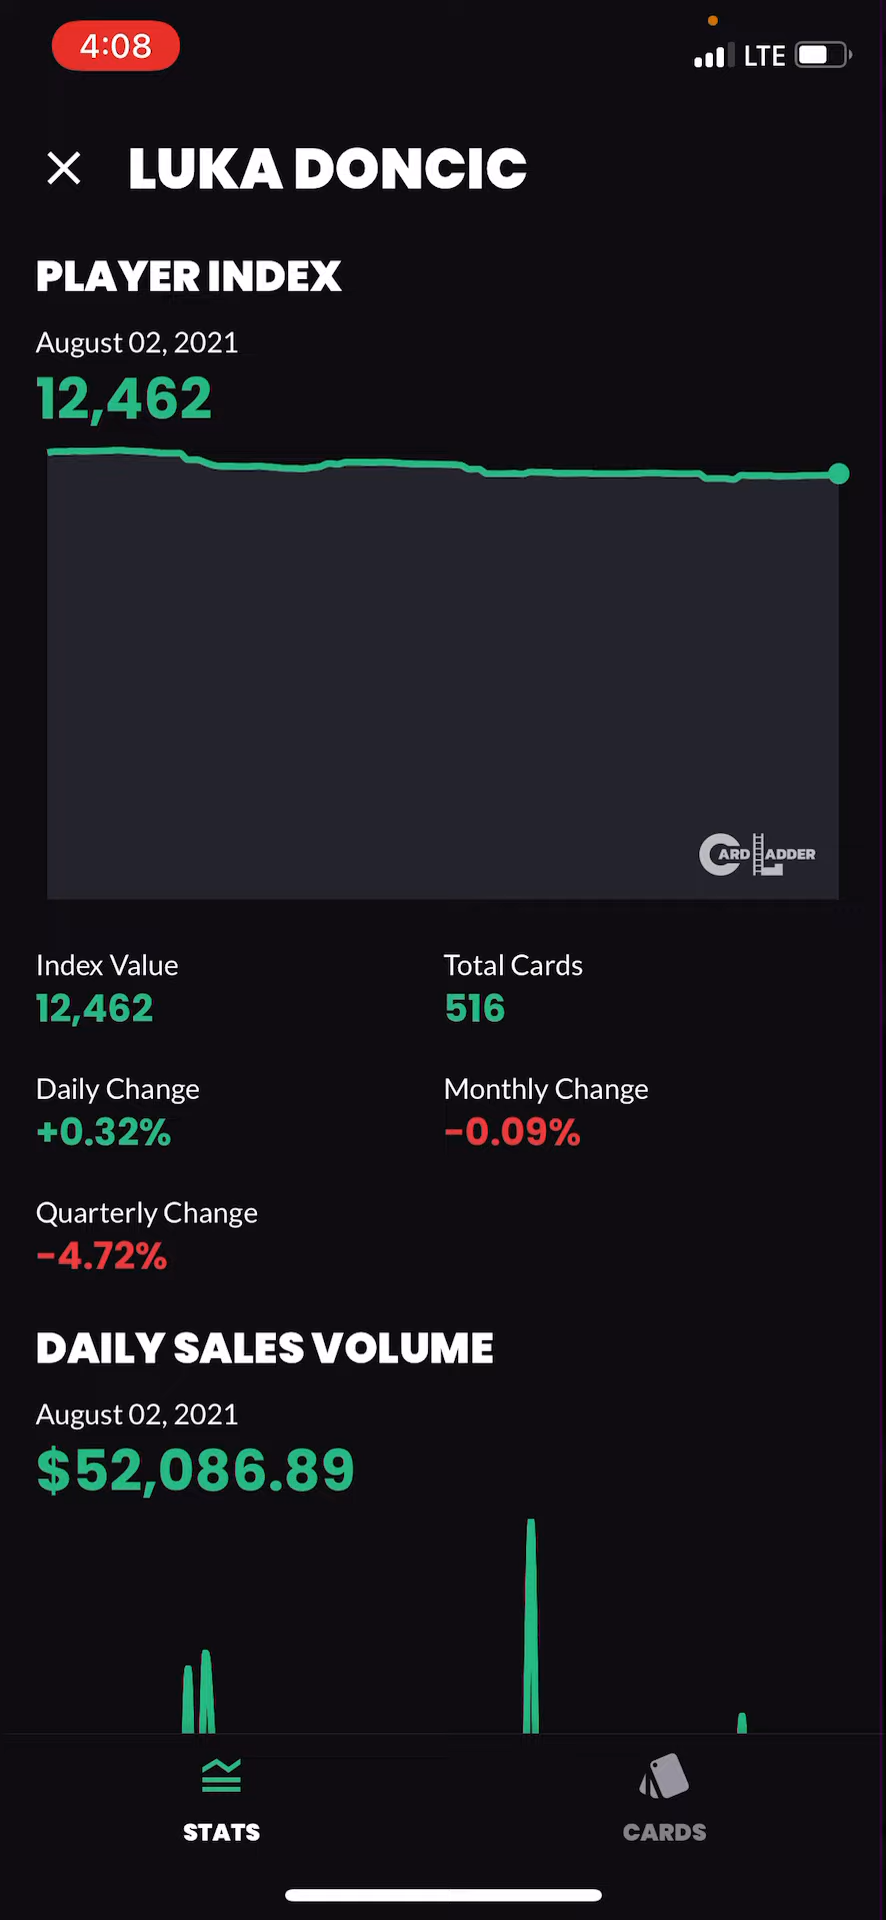 4:08
LTE
LUKA DONCIC
PLAYER INDEX
August 02, 2021
12,462
CARD LADDER
Index Value
Total Cards
12,462
516
Daily Change
Monthly Change
+0.32%
-0.09%
Quarterly Change
-4.72%
DAILY SALES VOLUME
August 02, 2021
$52,086.89
STATS
CARDS